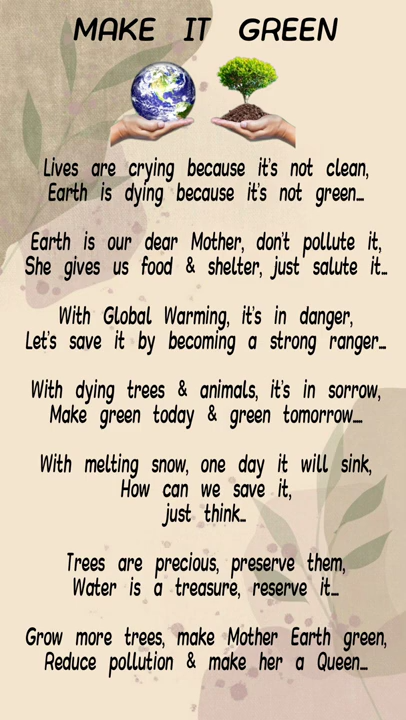 MAKE IT GREEN
Lives are crying because it's not clean,
Earth is dying because it's not green...
Earth is our dear Mother, don't pollute it,
She gives us food & shelter, just salute it...
With Global Warming, it's in danger,
Let's save it by becoming a strong ranger...
With dying trees & animals, it's in sorrow,
Make green today & green tomorrow....
With melting snow, one day it will sink,
How can we save it,
just think...
Trees are precious, preserve them,
Water is a treasure, reserve it...
Grow more trees, make Mother Earth green,
Reduce pollution & make her a Queen...